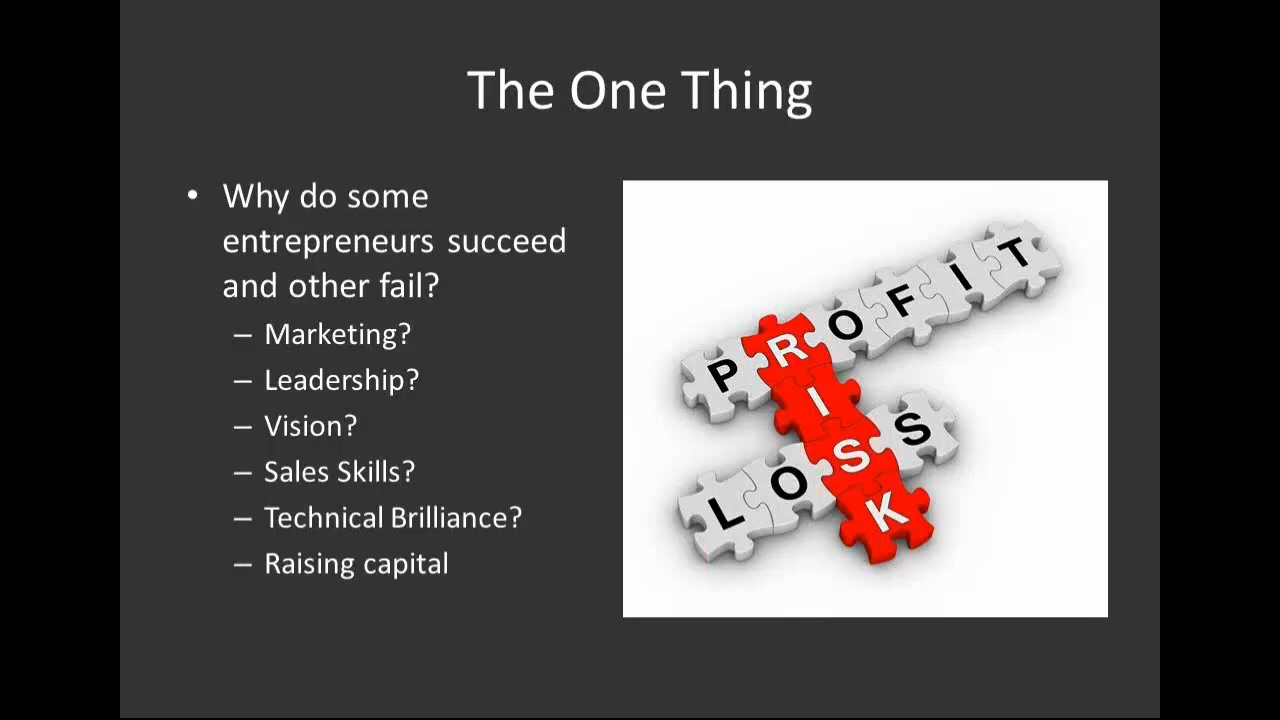 The One Thing
• Why do some
entrepreneurs succeed
and other fail?
– Marketing?
– Leadership?
– Vision?
– Sales Skills?
– Technical Brilliance?
– Raising capital
PROFIT
RISK
LOSS